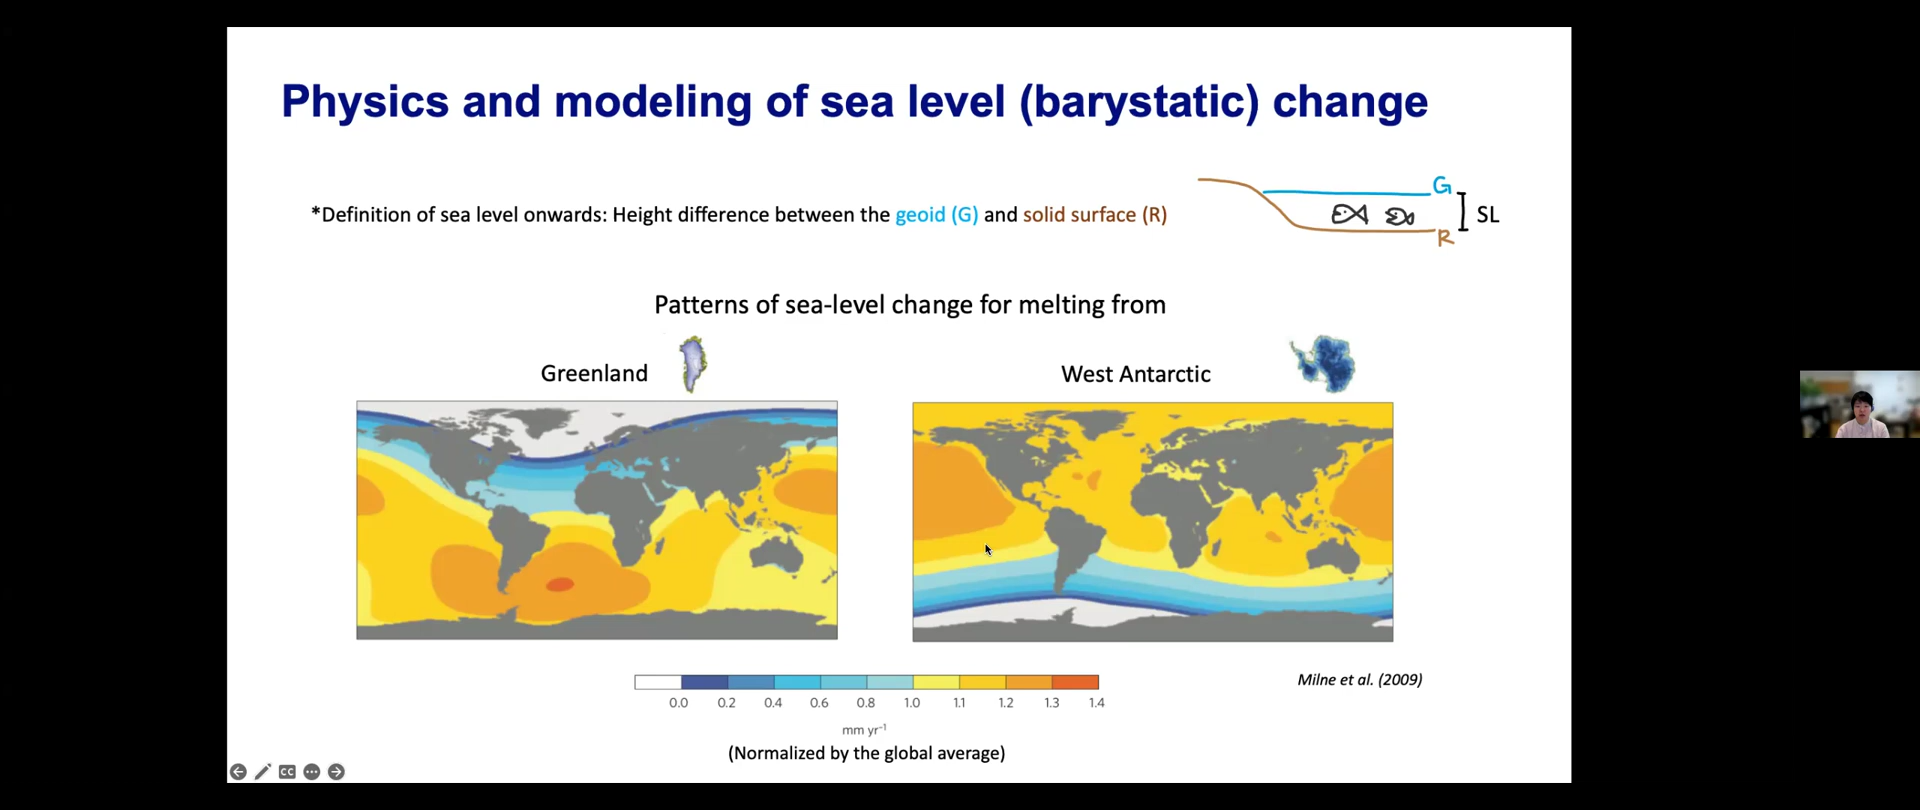 Physics and modeling of sea level (barystatic) change
G
*Definition of sea level onwards: Height difference between the geoid (G) and solid surface (R)
SL
R
Patterns of sea-level change for melting from
Greenland
West Antarctic
0.0 0.2 0.4 0.6 0.8 1.0 1.1 1.2 1.3 1.4
Milne et al. (2009)
mm yr⁻¹
(Normalized by the global average)
CC